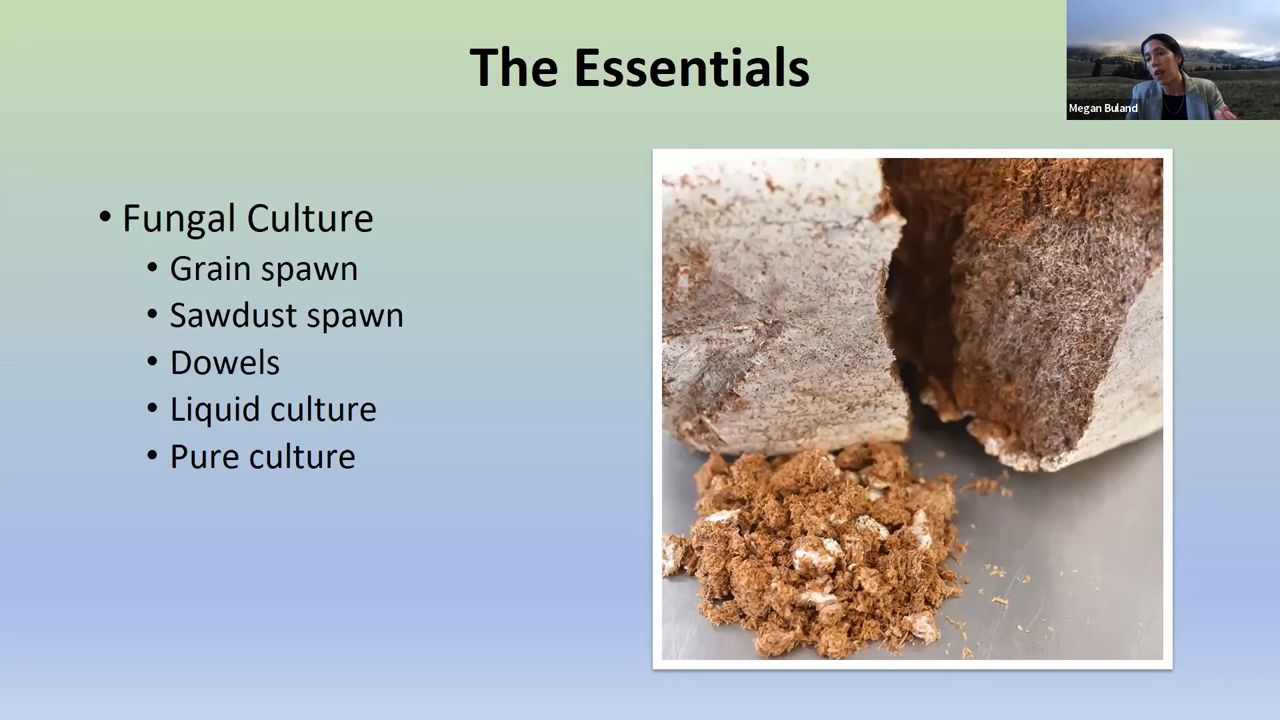 The Essentials
Megan Buland
• Fungal Culture
• Grain spawn
• Sawdust spawn
• Dowels
• Liquid culture
• Pure culture